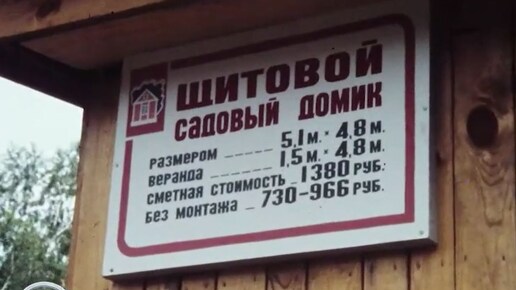 ЩИТОВОЙ
САДОВЫЙ ДОМИК
РАЗМЕРОМ ----- 5,1 М. × 4,8 М.
ВЕРАНДА ----- 1,5 М. × 4,8 М.
СМЕТНАЯ СТОИМОСТЬ - 1380 РУБ.
БЕЗ МОНТАЖА - 730-966 РУБ.